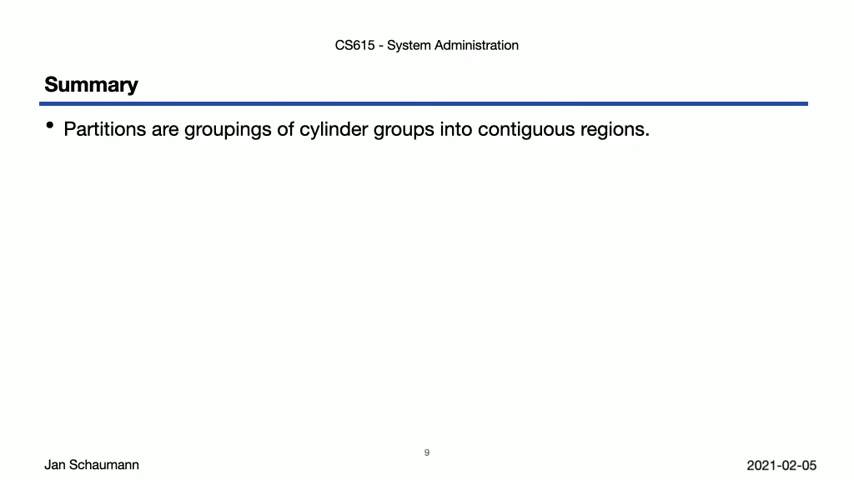 CS615 - System Administration
Summary
• Partitions are groupings of cylinder groups into contiguous regions.
9
Jan Schaumann
2021-02-05